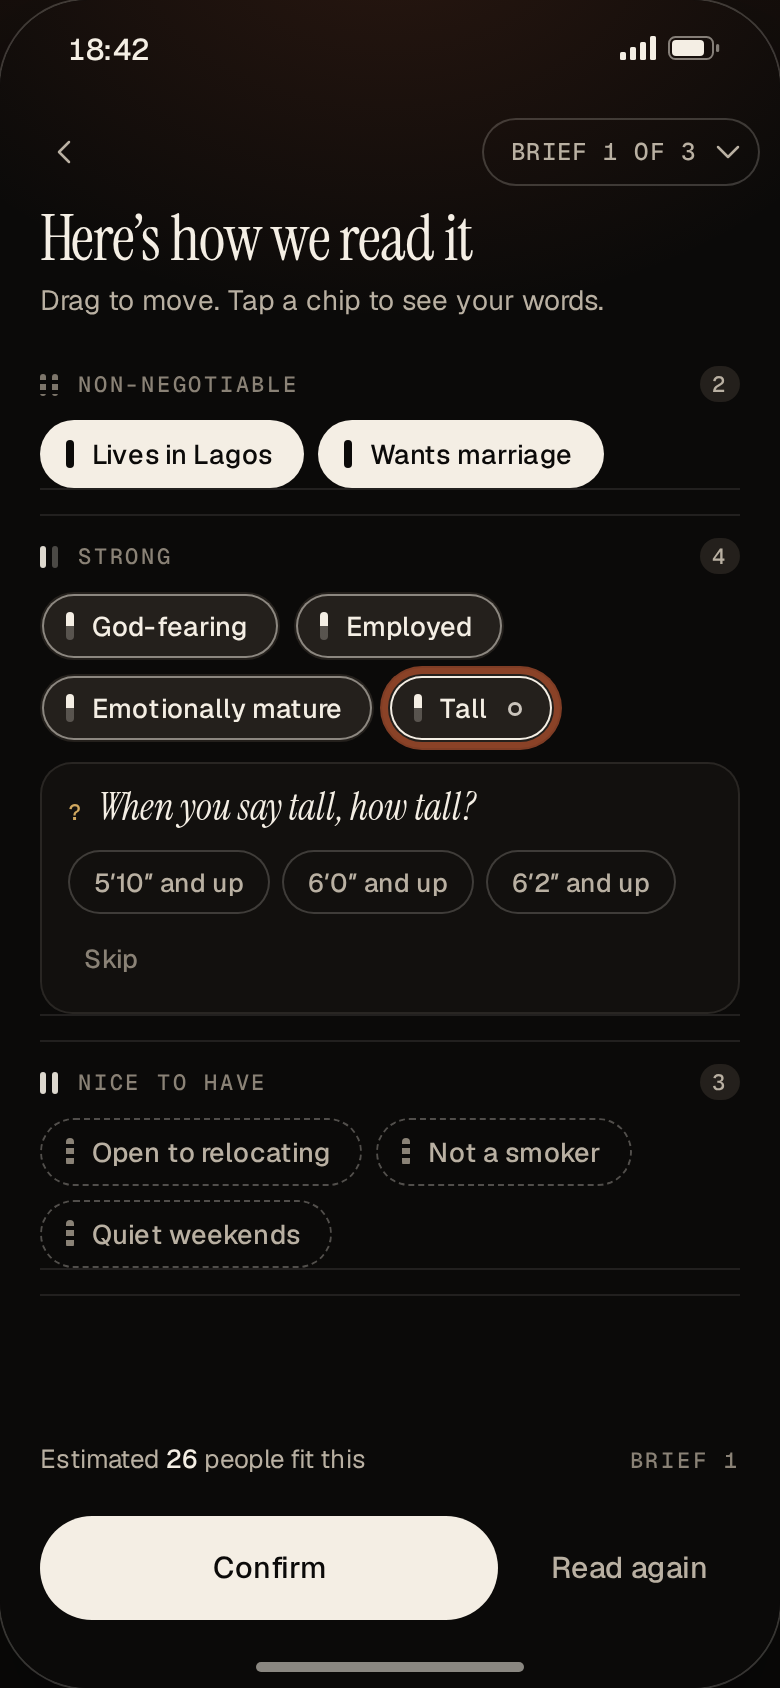 18:42
BRIEF 1 OF 3
Here’s how we read it
Drag to move. Tap a chip to see your words.
NON-NEGOTIABLE 2
Lives in Lagos Wants marriage
STRONG 4
God-fearing Employed
Emotionally mature Tall
? When you say tall, how tall?
5′10″ and up 6′0″ and up 6′2″ and up
Skip
NICE TO HAVE 3
Open to relocating Not a smoker
Quiet weekends
Estimated 26 people fit this BRIEF 1
Confirm Read again